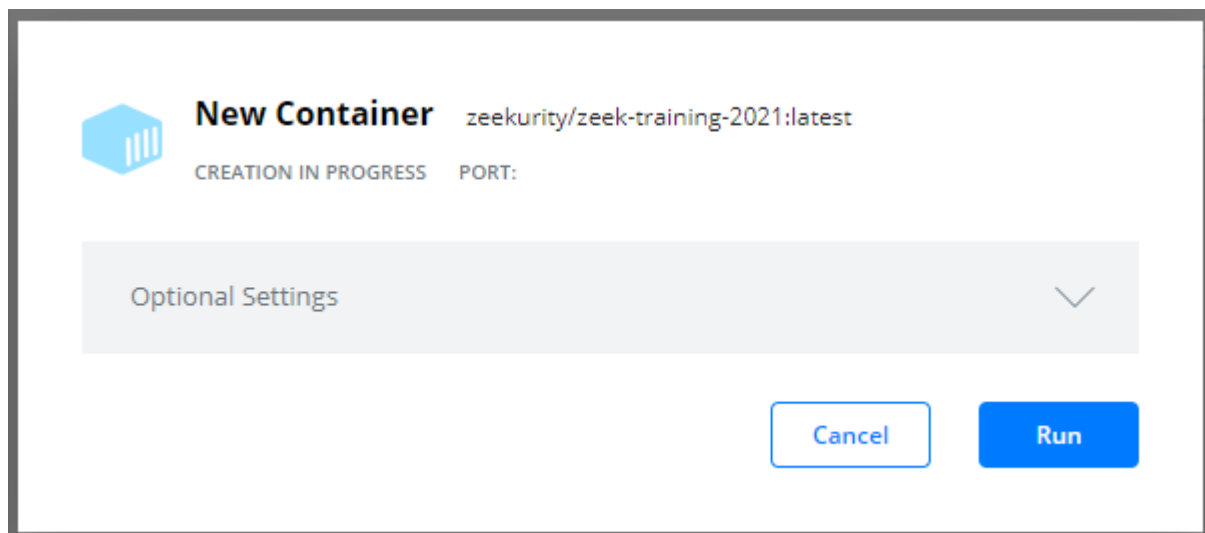 New Container zeekurity/zeek-training-2021:latest
CREATION IN PROGRESS PORT:
Optional Settings
Cancel Run